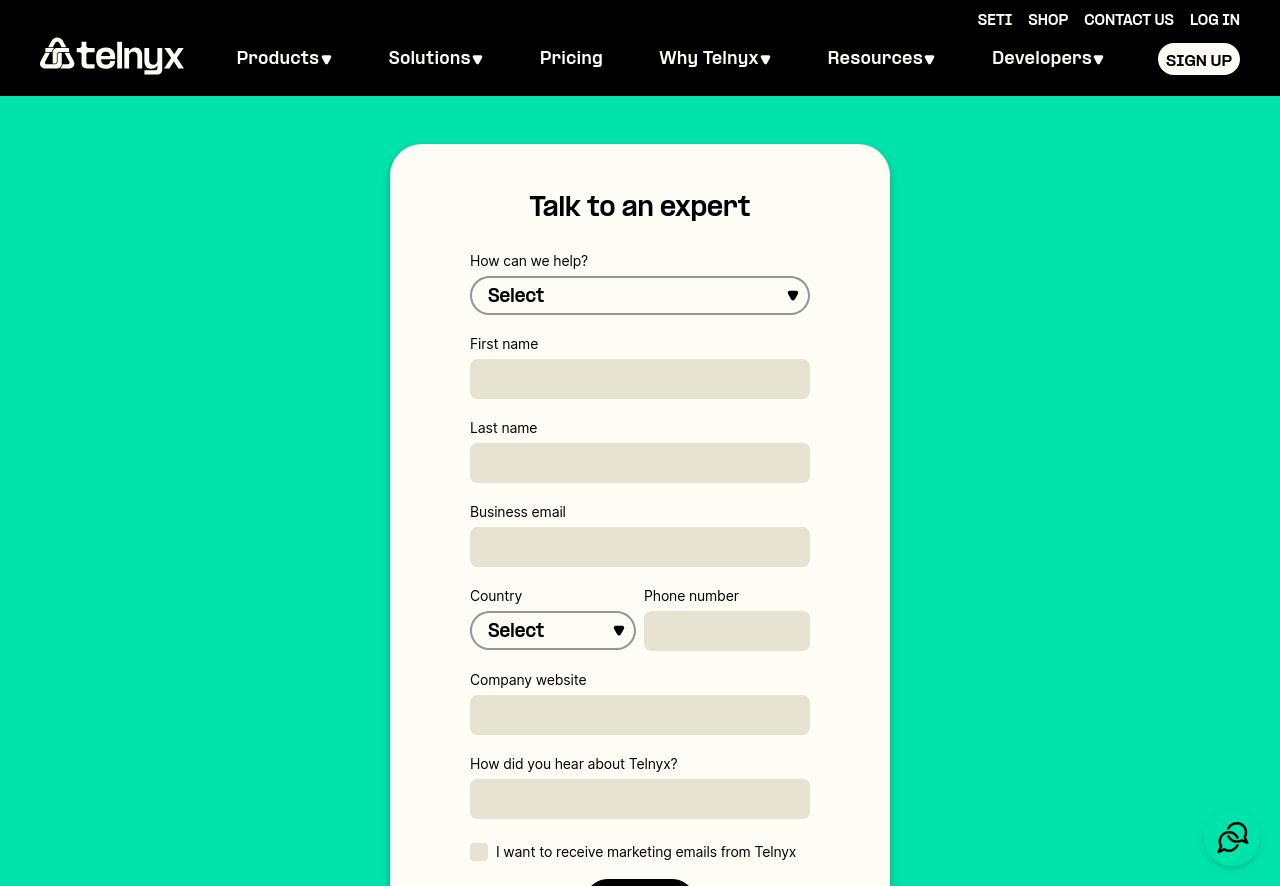 SETI SHOP CONTACT US LOG IN
telnyx Products Solutions Pricing Why Telnyx Resources Developers SIGN UP
Talk to an expert
How can we help?
Select
First name
Last name
Business email
Country Phone number
Select
Company website
How did you hear about Telnyx?
I want to receive marketing emails from Telnyx